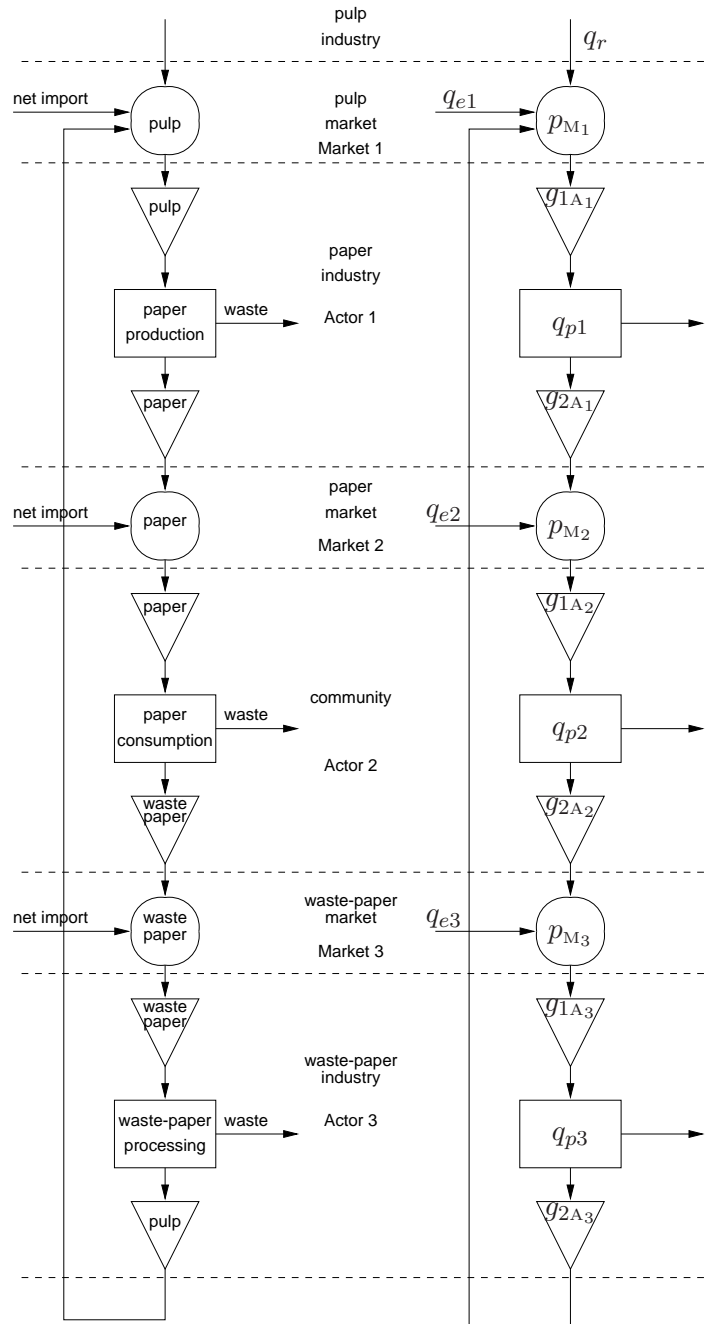 pulp
industry
q_r
net import
pulp
pulp
market
Market 1
q_{e1}
p_{M_1}
pulp
g_{1A_1}
paper
industry
paper
production
waste
Actor 1
q_{p1}
paper
g_{2A_1}
net import
paper
paper
market
Market 2
q_{e2}
p_{M_2}
paper
g_{1A_2}
community
paper
consumption
waste
Actor 2
q_{p2}
waste
paper
g_{2A_2}
net import
waste
paper
waste-paper
market
Market 3
q_{e3}
p_{M_3}
waste
paper
g_{1A_3}
waste-paper
industry
waste-paper
processing
waste
Actor 3
q_{p3}
pulp
g_{2A_3}